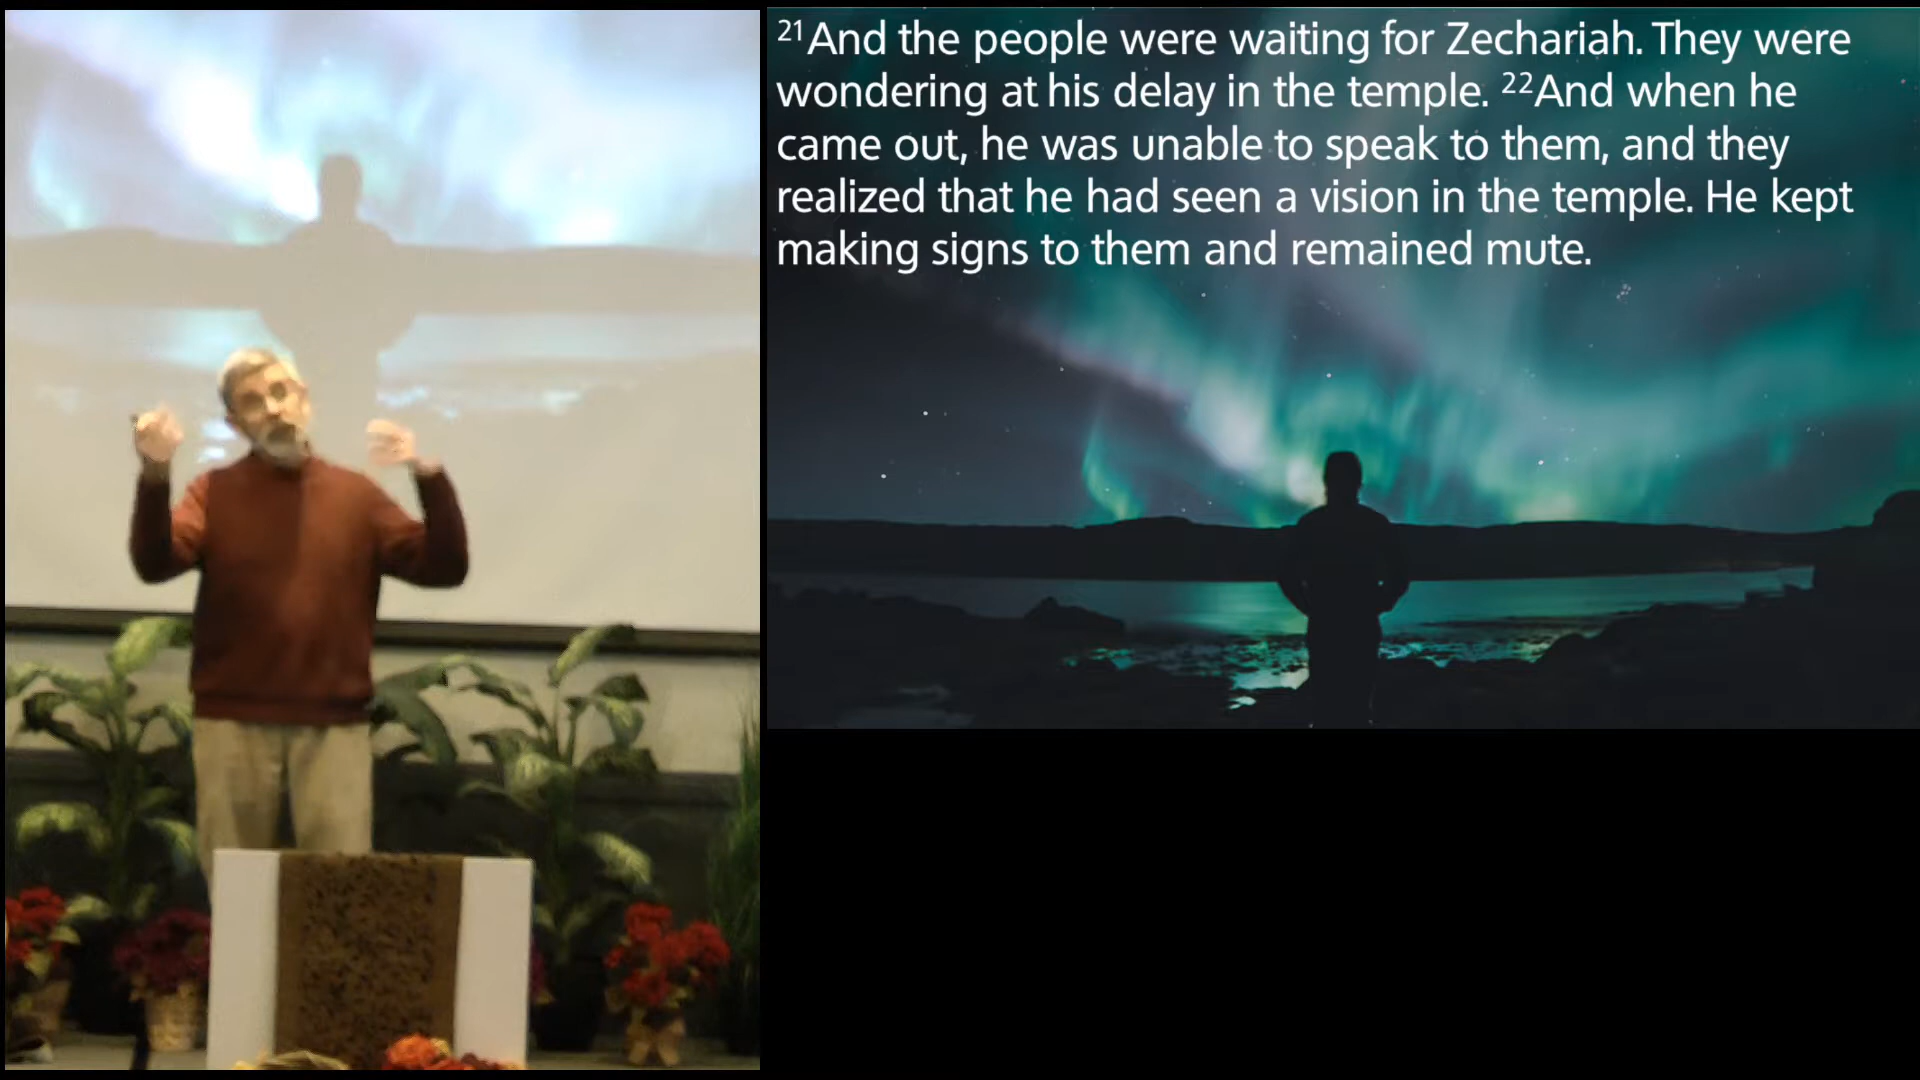 21And the people were waiting for Zechariah. They were
wondering at his delay in the temple. 22And when he
came out, he was unable to speak to them, and they
realized that he had seen a vision in the temple. He kept
making signs to them and remained mute.